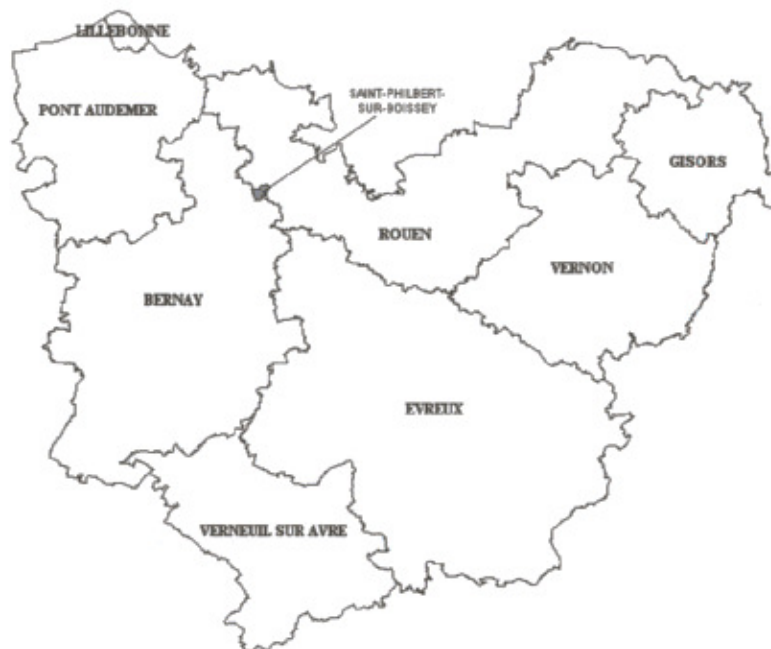 LILLEBONNE
SAINT-PHILBERT-
SUR-BOISSEY
PONT AUDEMER
GISORS
ROUEN
VERNON
BERNAY
EVREUX
VERNEUIL SUR AVRE